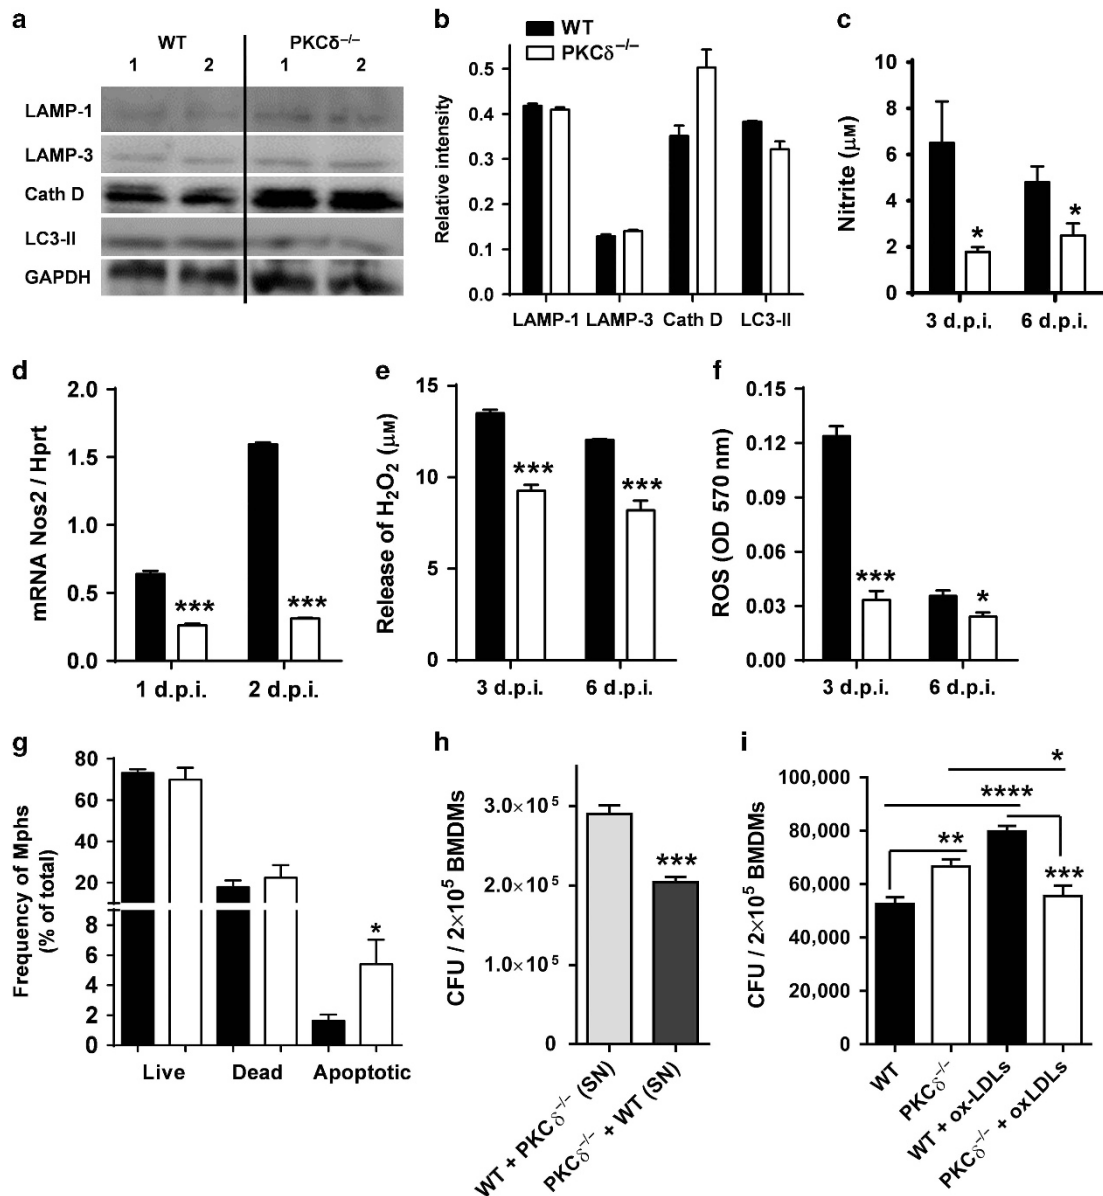 a
WT PKCδ–/–
1 2 1 2
LAMP-1
LAMP-3
Cath D
LC3-II
GAPDH
b
WT
PKCδ–/–
Relative intensity
0.5
0.4
0.3
0.2
0.1
0.0
LAMP-1 LAMP-3 Cath D LC3-II
c
Nitrite (μM)
10
8
6
4
2
0
* *
3 d.p.i. 6 d.p.i.
d
mRNA Nos2 / Hprt
2.0
1.5
1.0
0.5
0.0
*** ***
1 d.p.i. 2 d.p.i.
e
Release of H2O2 (μM)
15
10
5
0
*** ***
3 d.p.i. 6 d.p.i.
f
ROS (OD 570 nm)
0.15
0.12
0.09
0.06
0.03
0.00
*** *
3 d.p.i. 6 d.p.i.
g
Frequency of Mphs
(% of total)
80
60
40
20
8
6
4
2
0
*
Live Dead Apoptotic
h
CFU / 2×105 BMDMs
3.0×105
2.0×105
1.0×105
0
***
WT + PKCδ–/– (SN)
PKCδ–/– + WT (SN)
i
CFU / 2×105 BMDMs
100,000
80,000
60,000
40,000
20,000
0
*
****
**
***
WT
PKCδ–/–
WT + ox-LDLs
PKCδ–/– + oxLDLs